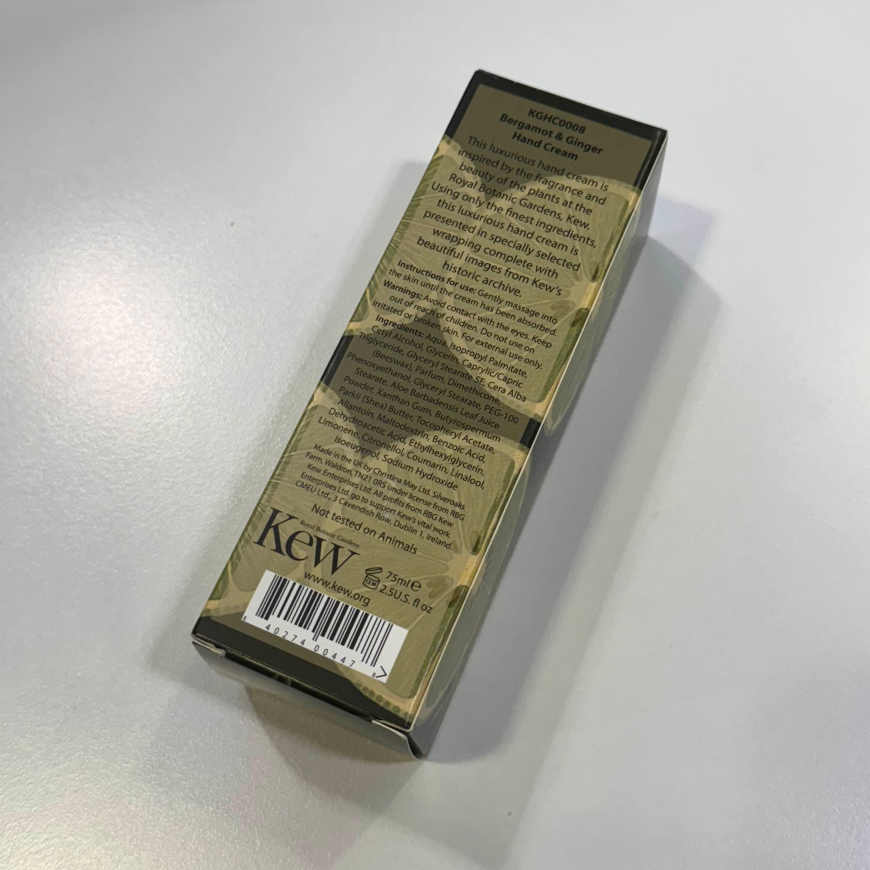 KGHC0008
Bergamot & Ginger
Hand Cream
This luxurious hand cream is
inspired by the fragrance and
beauty of the plants at the
Royal Botanic Gardens, Kew.
Using only the finest ingredients,
this luxurious hand cream is
presented in specially selected
wrapping complete with
beautiful images from Kew's
historic archive.
Instructions for use: Gently massage into
the skin until the cream has been absorbed.
Warnings: Avoid contact with the eyes. Keep
out of reach of children. Do not use on
irritated or broken skin. For external use only.
Ingredients: Aqua, Isopropyl Palmitate,
Cetyl Alcohol, Glycerin, Caprylic/Capric
Triglyceride, Glyceryl Stearate SE, Cera Alba
(Beeswax), Parfum, Dimethicone,
Phenoxyethanol, Glyceryl Stearate, PEG-100
Stearate, Aloe Barbadensis Leaf Juice
Powder, Xanthan Gum, Butyrospermum
Parkii (Shea) Butter, Tocopheryl Acetate,
Allantoin, Maltodextrin, Benzoic Acid,
Dehydroacetic Acid, Ethylhexylglycerin,
Limonene, Citronellol, Coumarin, Linalool,
Isoeugenol, Sodium Hydroxide
Made in the UK by Christina May Ltd. Silveroaks
Farm, Waldron, TN21 0RS under license from RBG
Kew Enterprises Ltd. All profits from RBG Kew
Enterprises Ltd. go to support Kew's vital work.
CMEU Ltd., 3 Cavendish Row, Dublin 1, Ireland.
Not tested on Animals
Royal Botanic Gardens
Kew
www.kew.org
12 M
75ml ℮
2.5U.S. fl oz
40274 00447 >